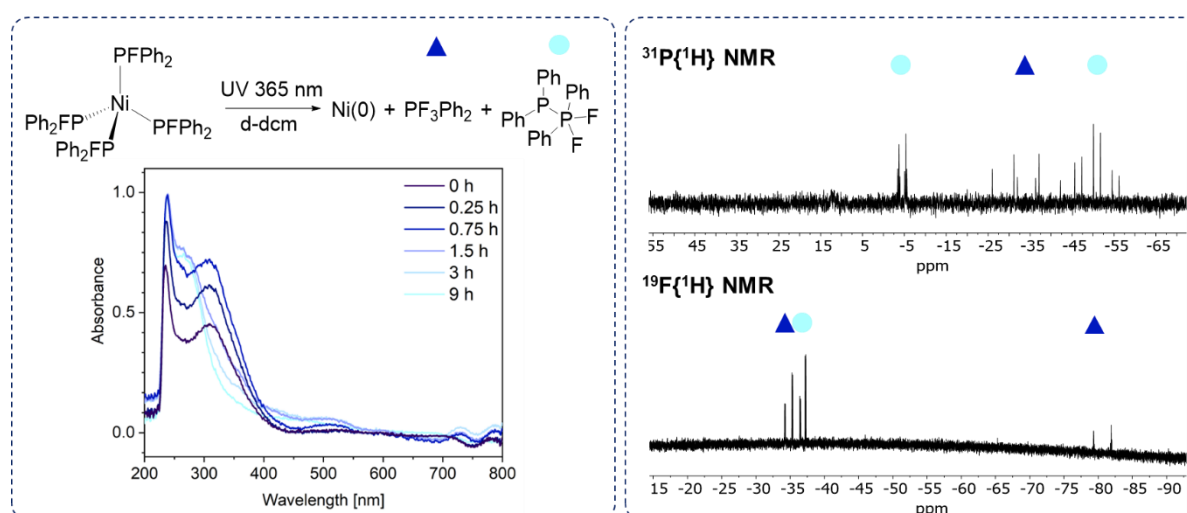 PFPh₂
Ni
Ph₂FP
Ph₂FP
PFPh₂
UV 365 nm
d-dcm
Ni(0) + PF₃Ph₂ +
Ph
Ph
P
P
Ph
Ph
Ph
F
F
1.0
0.5
0.0
Absorbance
0 h
0.25 h
0.75 h
1.5 h
3 h
9 h
200 300 400 500 600 700 800
Wavelength [nm]
³¹P{¹H} NMR
55 45 35 25 15 5 -5 -15 -25 -35 -45 -55 -65
ppm
¹⁹F{¹H} NMR
15 -20 -25 -30 -35 -40 -45 -50 -55 -60 -65 -70 -75 -80 -85 -90
ppm